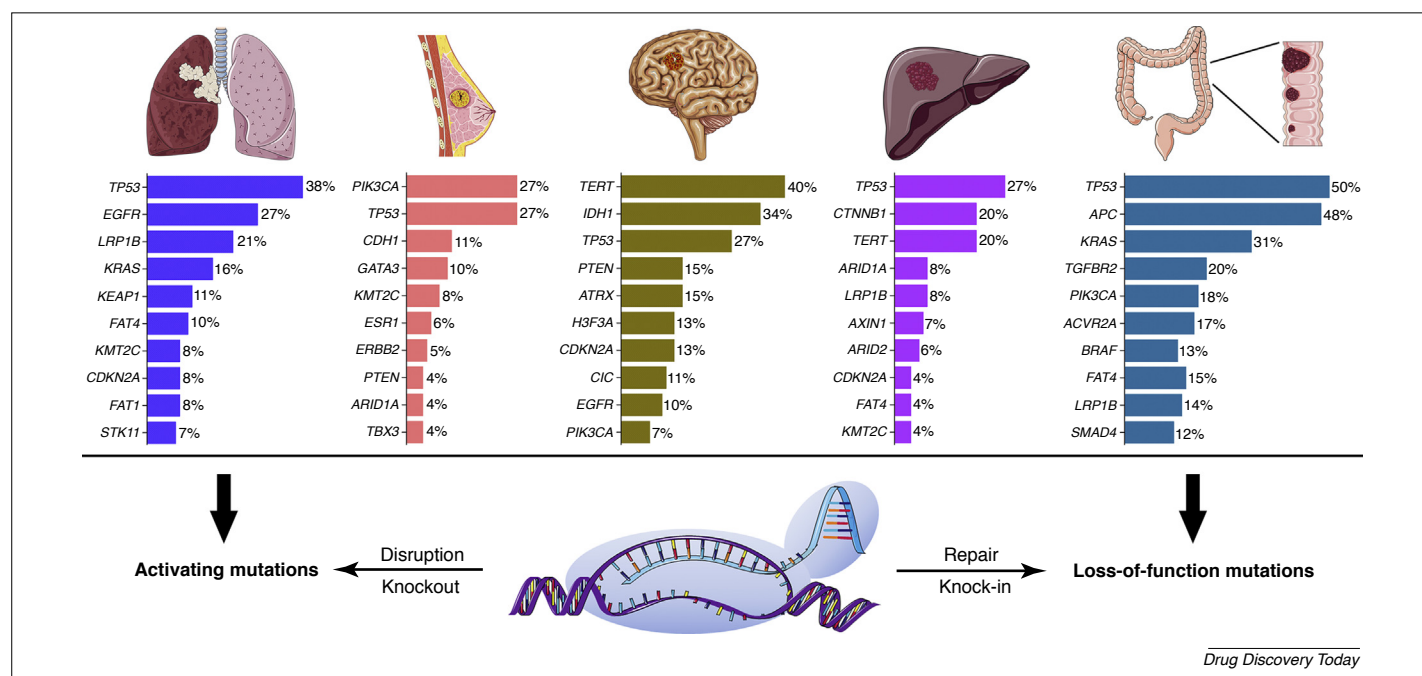 TP53 38%
EGFR 27%
LRP1B 21%
KRAS 16%
KEAP1 11%
FAT4 10%
KMT2C 8%
CDKN2A 8%
FAT1 8%
STK11 7%
PIK3CA 27%
TP53 27%
CDH1 11%
GATA3 10%
KMT2C 8%
ESR1 6%
ERBB2 5%
PTEN 4%
ARID1A 4%
TBX3 4%
TERT 40%
IDH1 34%
TP53 27%
PTEN 15%
ATRX 15%
H3F3A 13%
CDKN2A 13%
CIC 11%
EGFR 10%
PIK3CA 7%
TP53 27%
CTNNB1 20%
TERT 20%
ARID1A 8%
LRP1B 8%
AXIN1 7%
ARID2 6%
CDKN2A 4%
FAT4 4%
KMT2C 4%
TP53 50%
APC 48%
KRAS 31%
TGFBR2 20%
PIK3CA 18%
ACVR2A 17%
BRAF 13%
FAT4 15%
LRP1B 14%
SMAD4 12%
Activating mutations
Disruption
Knockout
Repair
Knock-in
Loss-of-function mutations
Drug Discovery Today